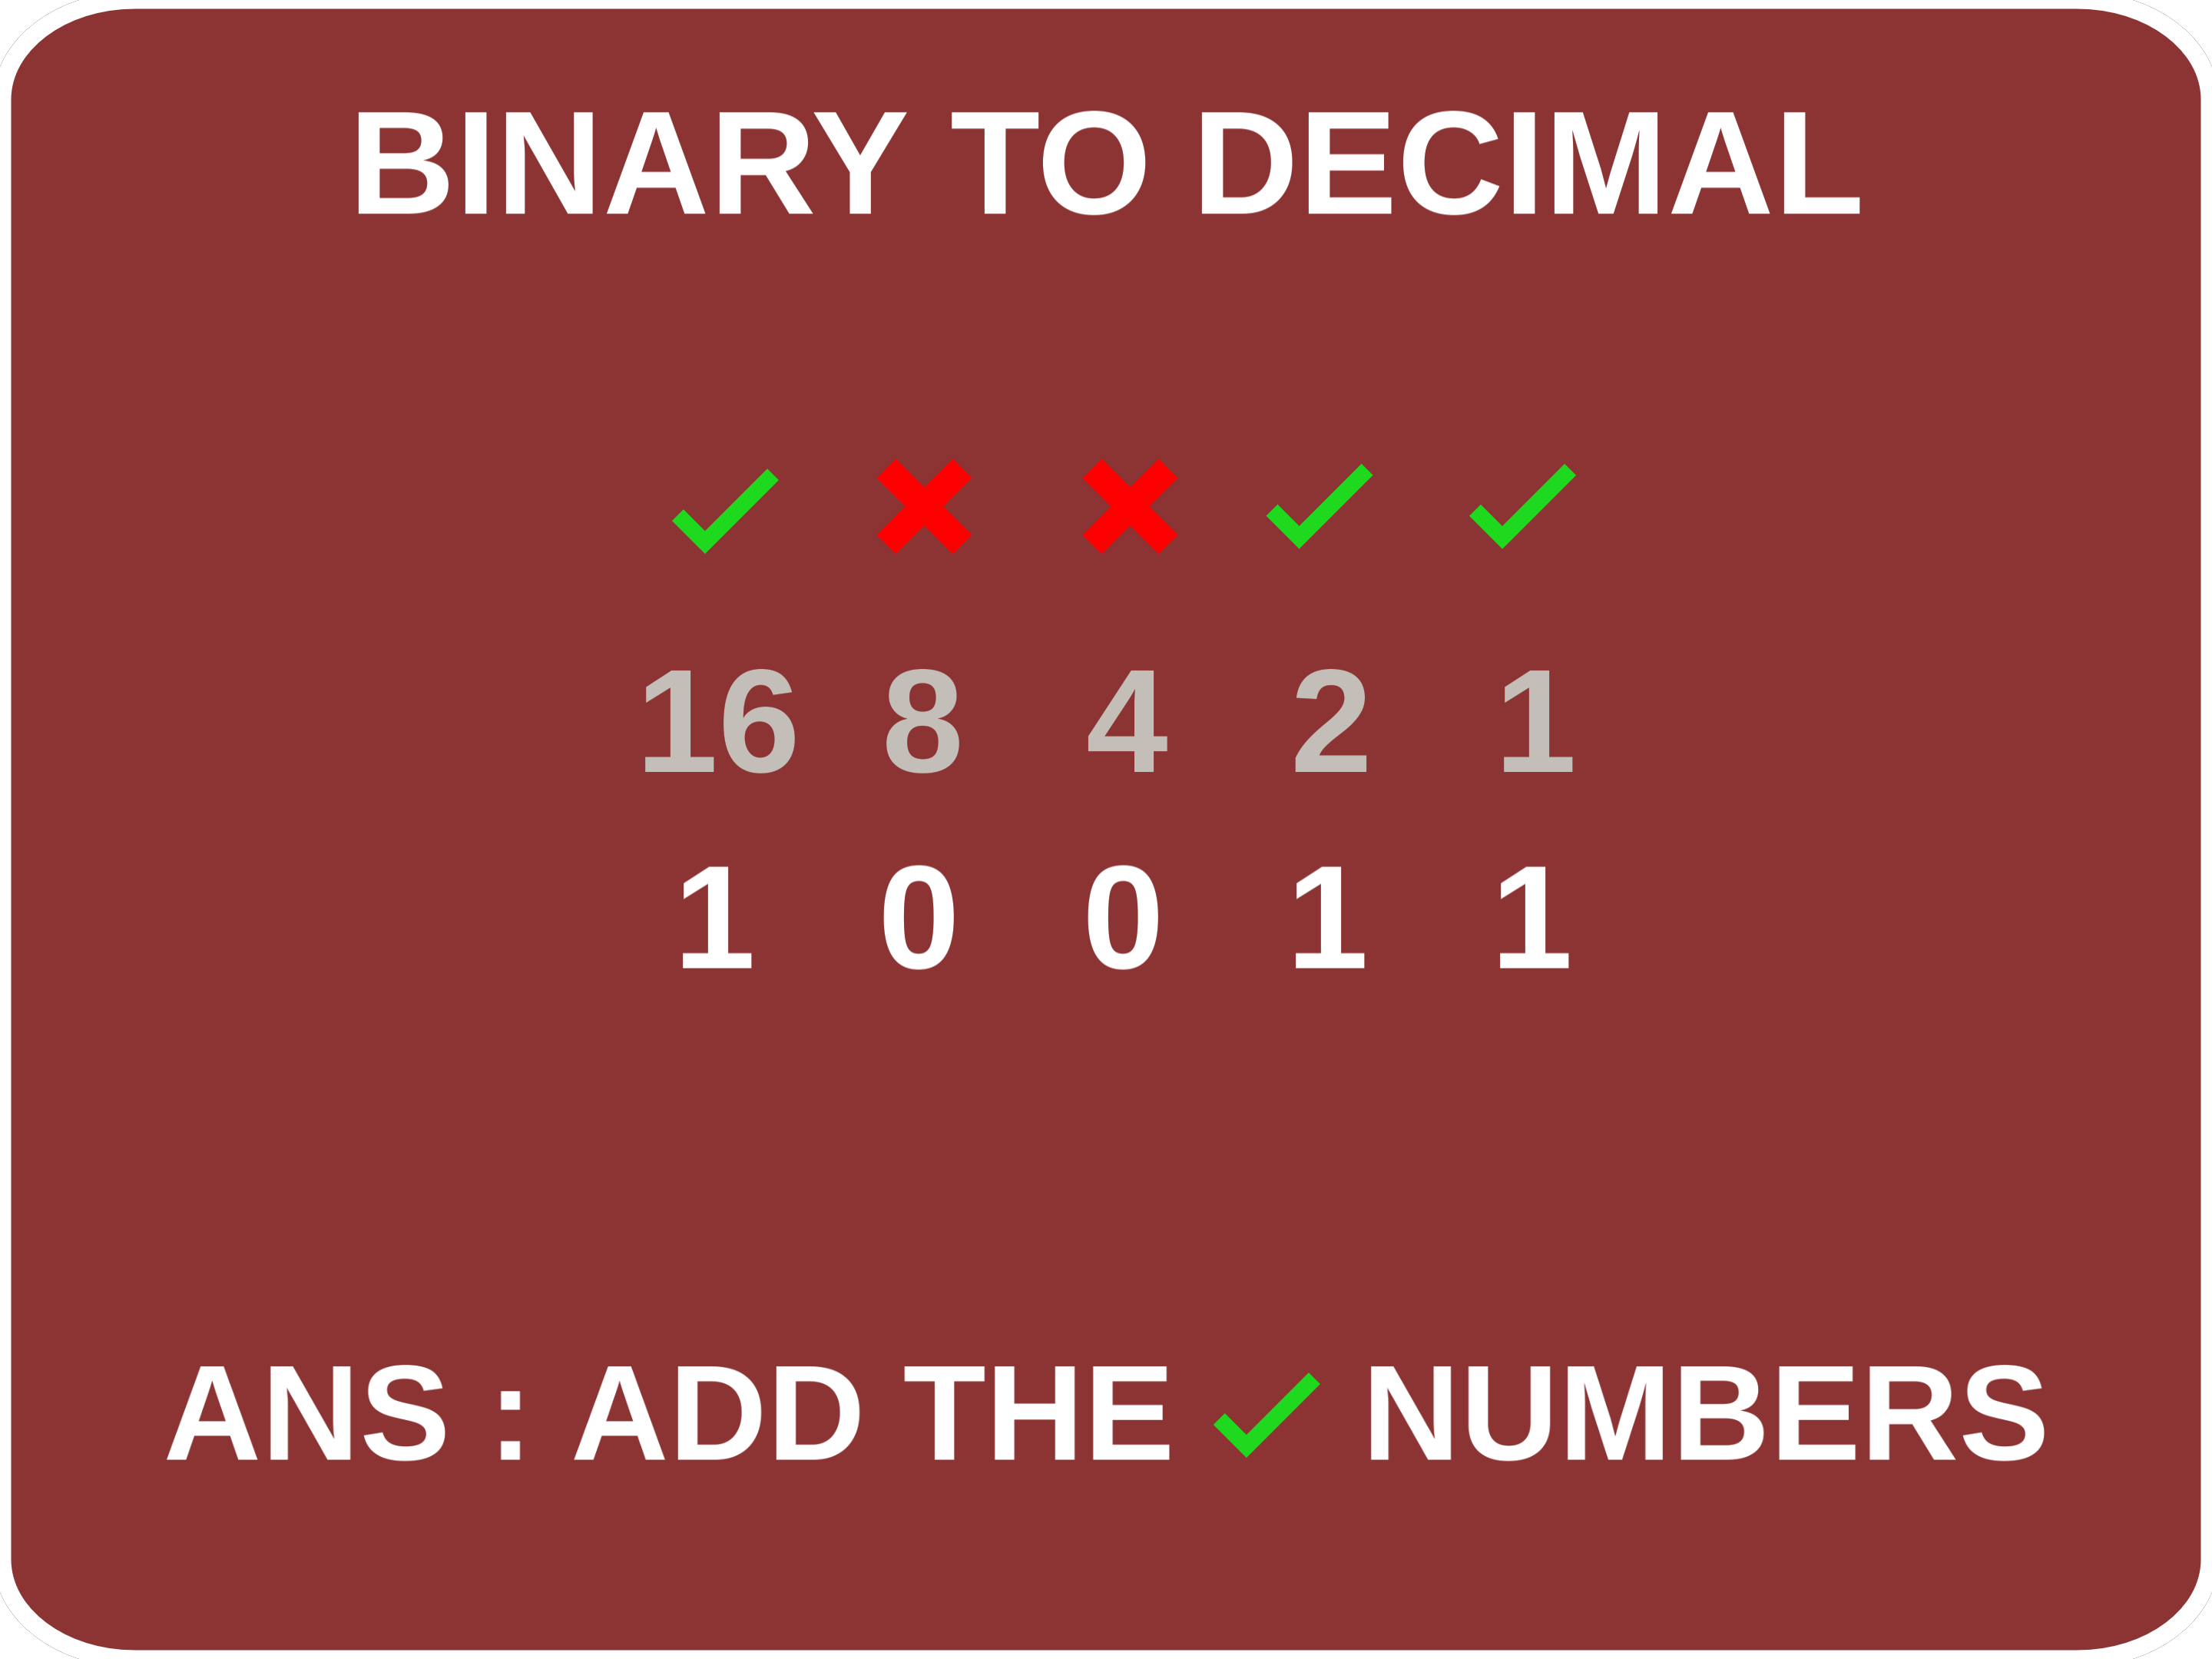 BINARY TO DECIMAL
✓ ✗ ✗ ✓ ✓
16 8 4 2 1
1 0 0 1 1
ANS : ADD THE ✓ NUMBERS